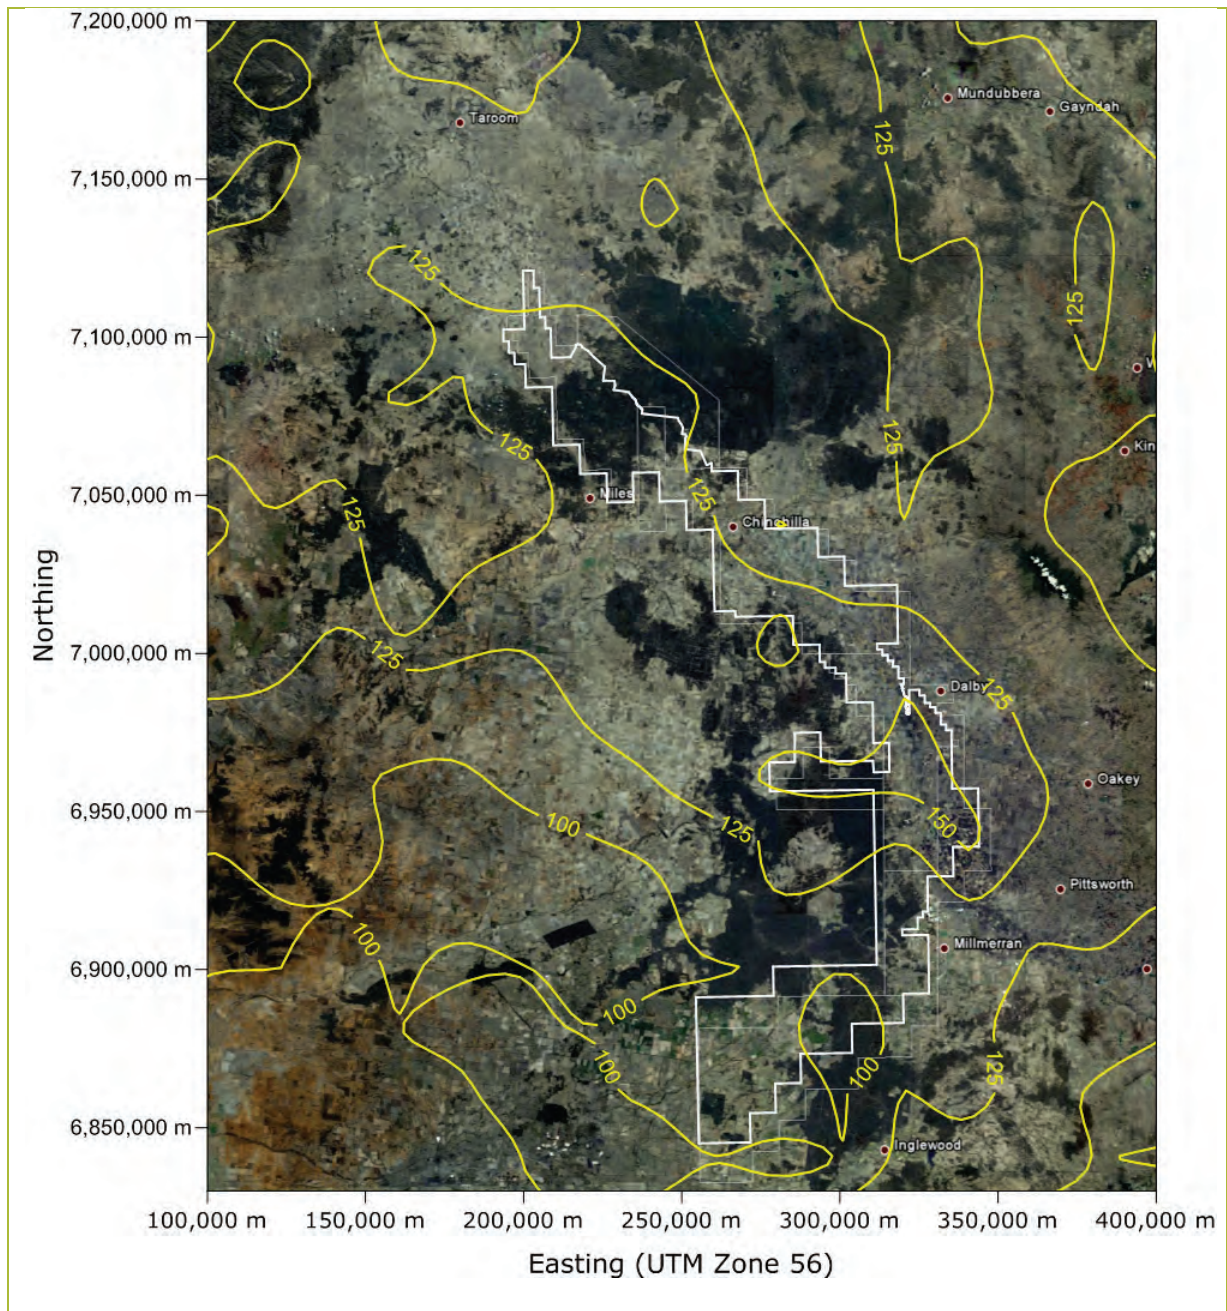 7,200,000 m
Mundubbera
Gayndah
Taroom
125
7,150,000 m
125
125
7,100,000 m
W
125
125
Kin
125
7,050,000 m
Miles
125
125
Chinchilla
Northing
7,000,000 m
125
Dalby
125
Oakey
6,950,000 m
100
125
150
Pittsworth
100
Millmerran
6,900,000 m
100
100
100
125
6,850,000 m
Inglewood
100,000 m 150,000 m 200,000 m 250,000 m 300,000 m 350,000 m 400,000 m
Easting (UTM Zone 56)